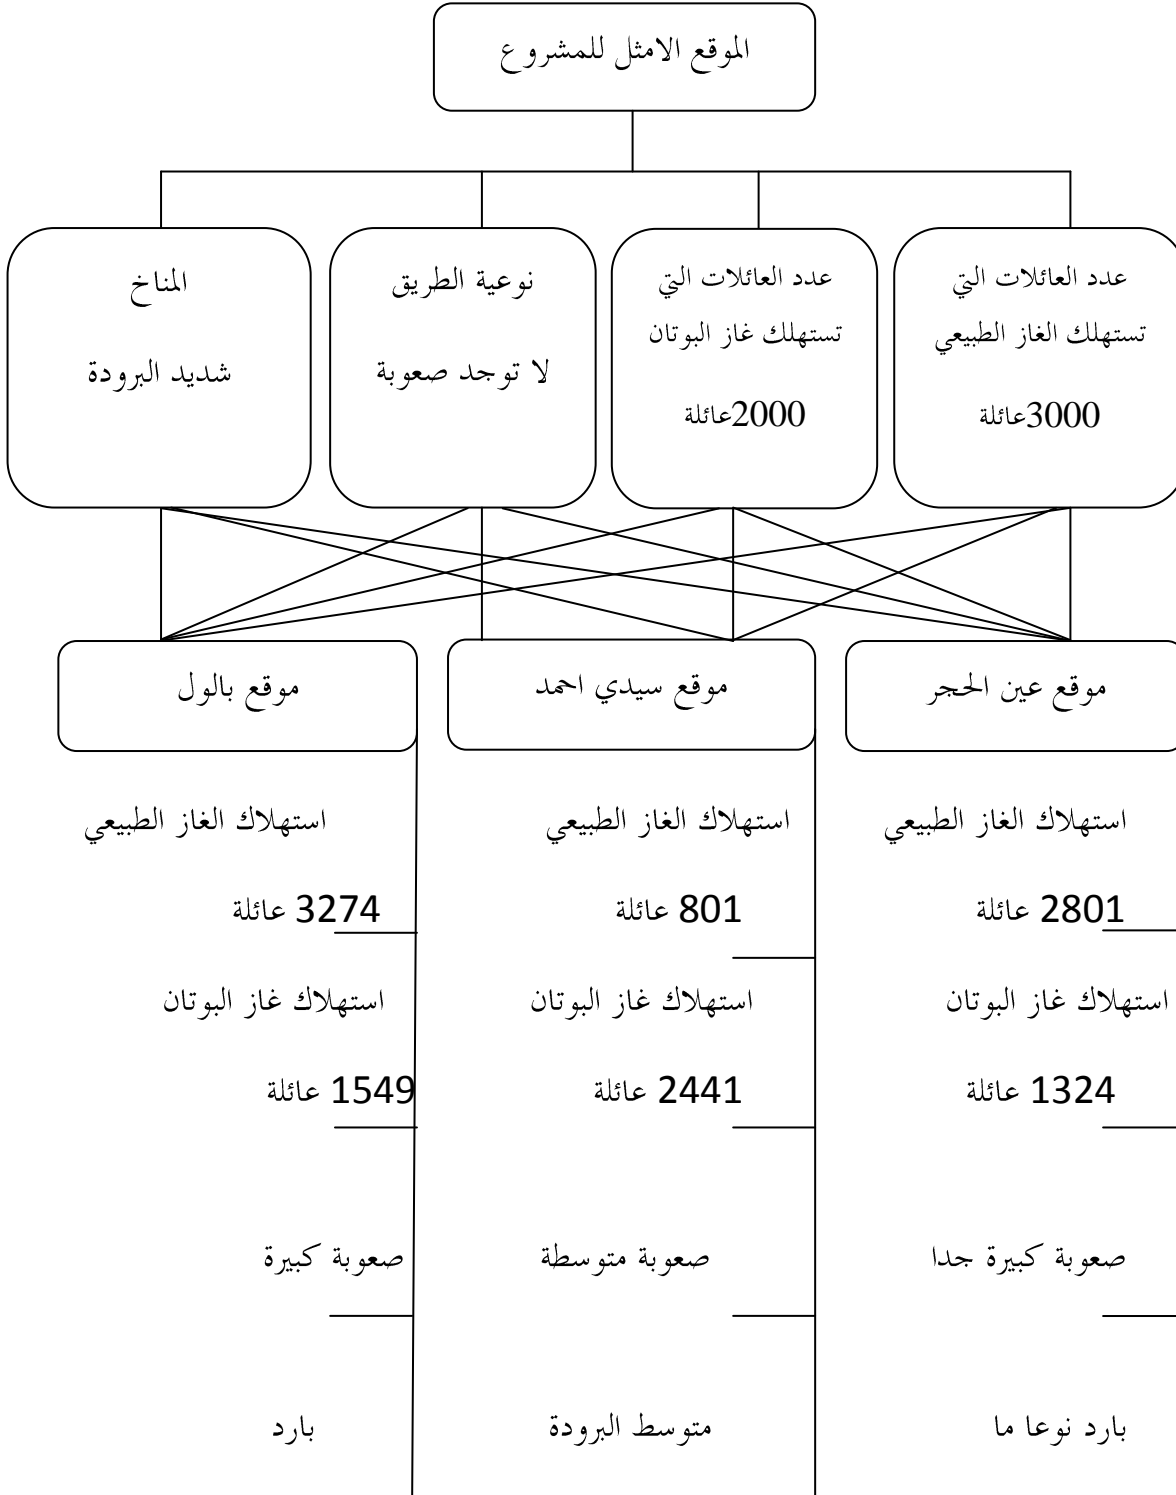 الموقع الامثل للمشروع
عدد العائلات التي
تستهلك الغاز الطبيعي
3000عائلة
عدد العائلات التي
تستهلك غاز البوتان
2000عائلة
نوعية الطريق
لا توجد صعوبة
المناخ
شديد البرودة
موقع عين الحجر
استهلاك الغاز الطبيعي
2801 عائلة
استهلاك غاز البوتان
1324 عائلة
صعوبة كبيرة جدا
بارد نوعا ما
موقع سيدي احمد
استهلاك الغاز الطبيعي
801 عائلة
استهلاك غاز البوتان
2441 عائلة
صعوبة متوسطة
متوسط البرودة
موقع بالول
استهلاك الغاز الطبيعي
3274 عائلة
استهلاك غاز البوتان
1549 عائلة
صعوبة كبيرة
بارد